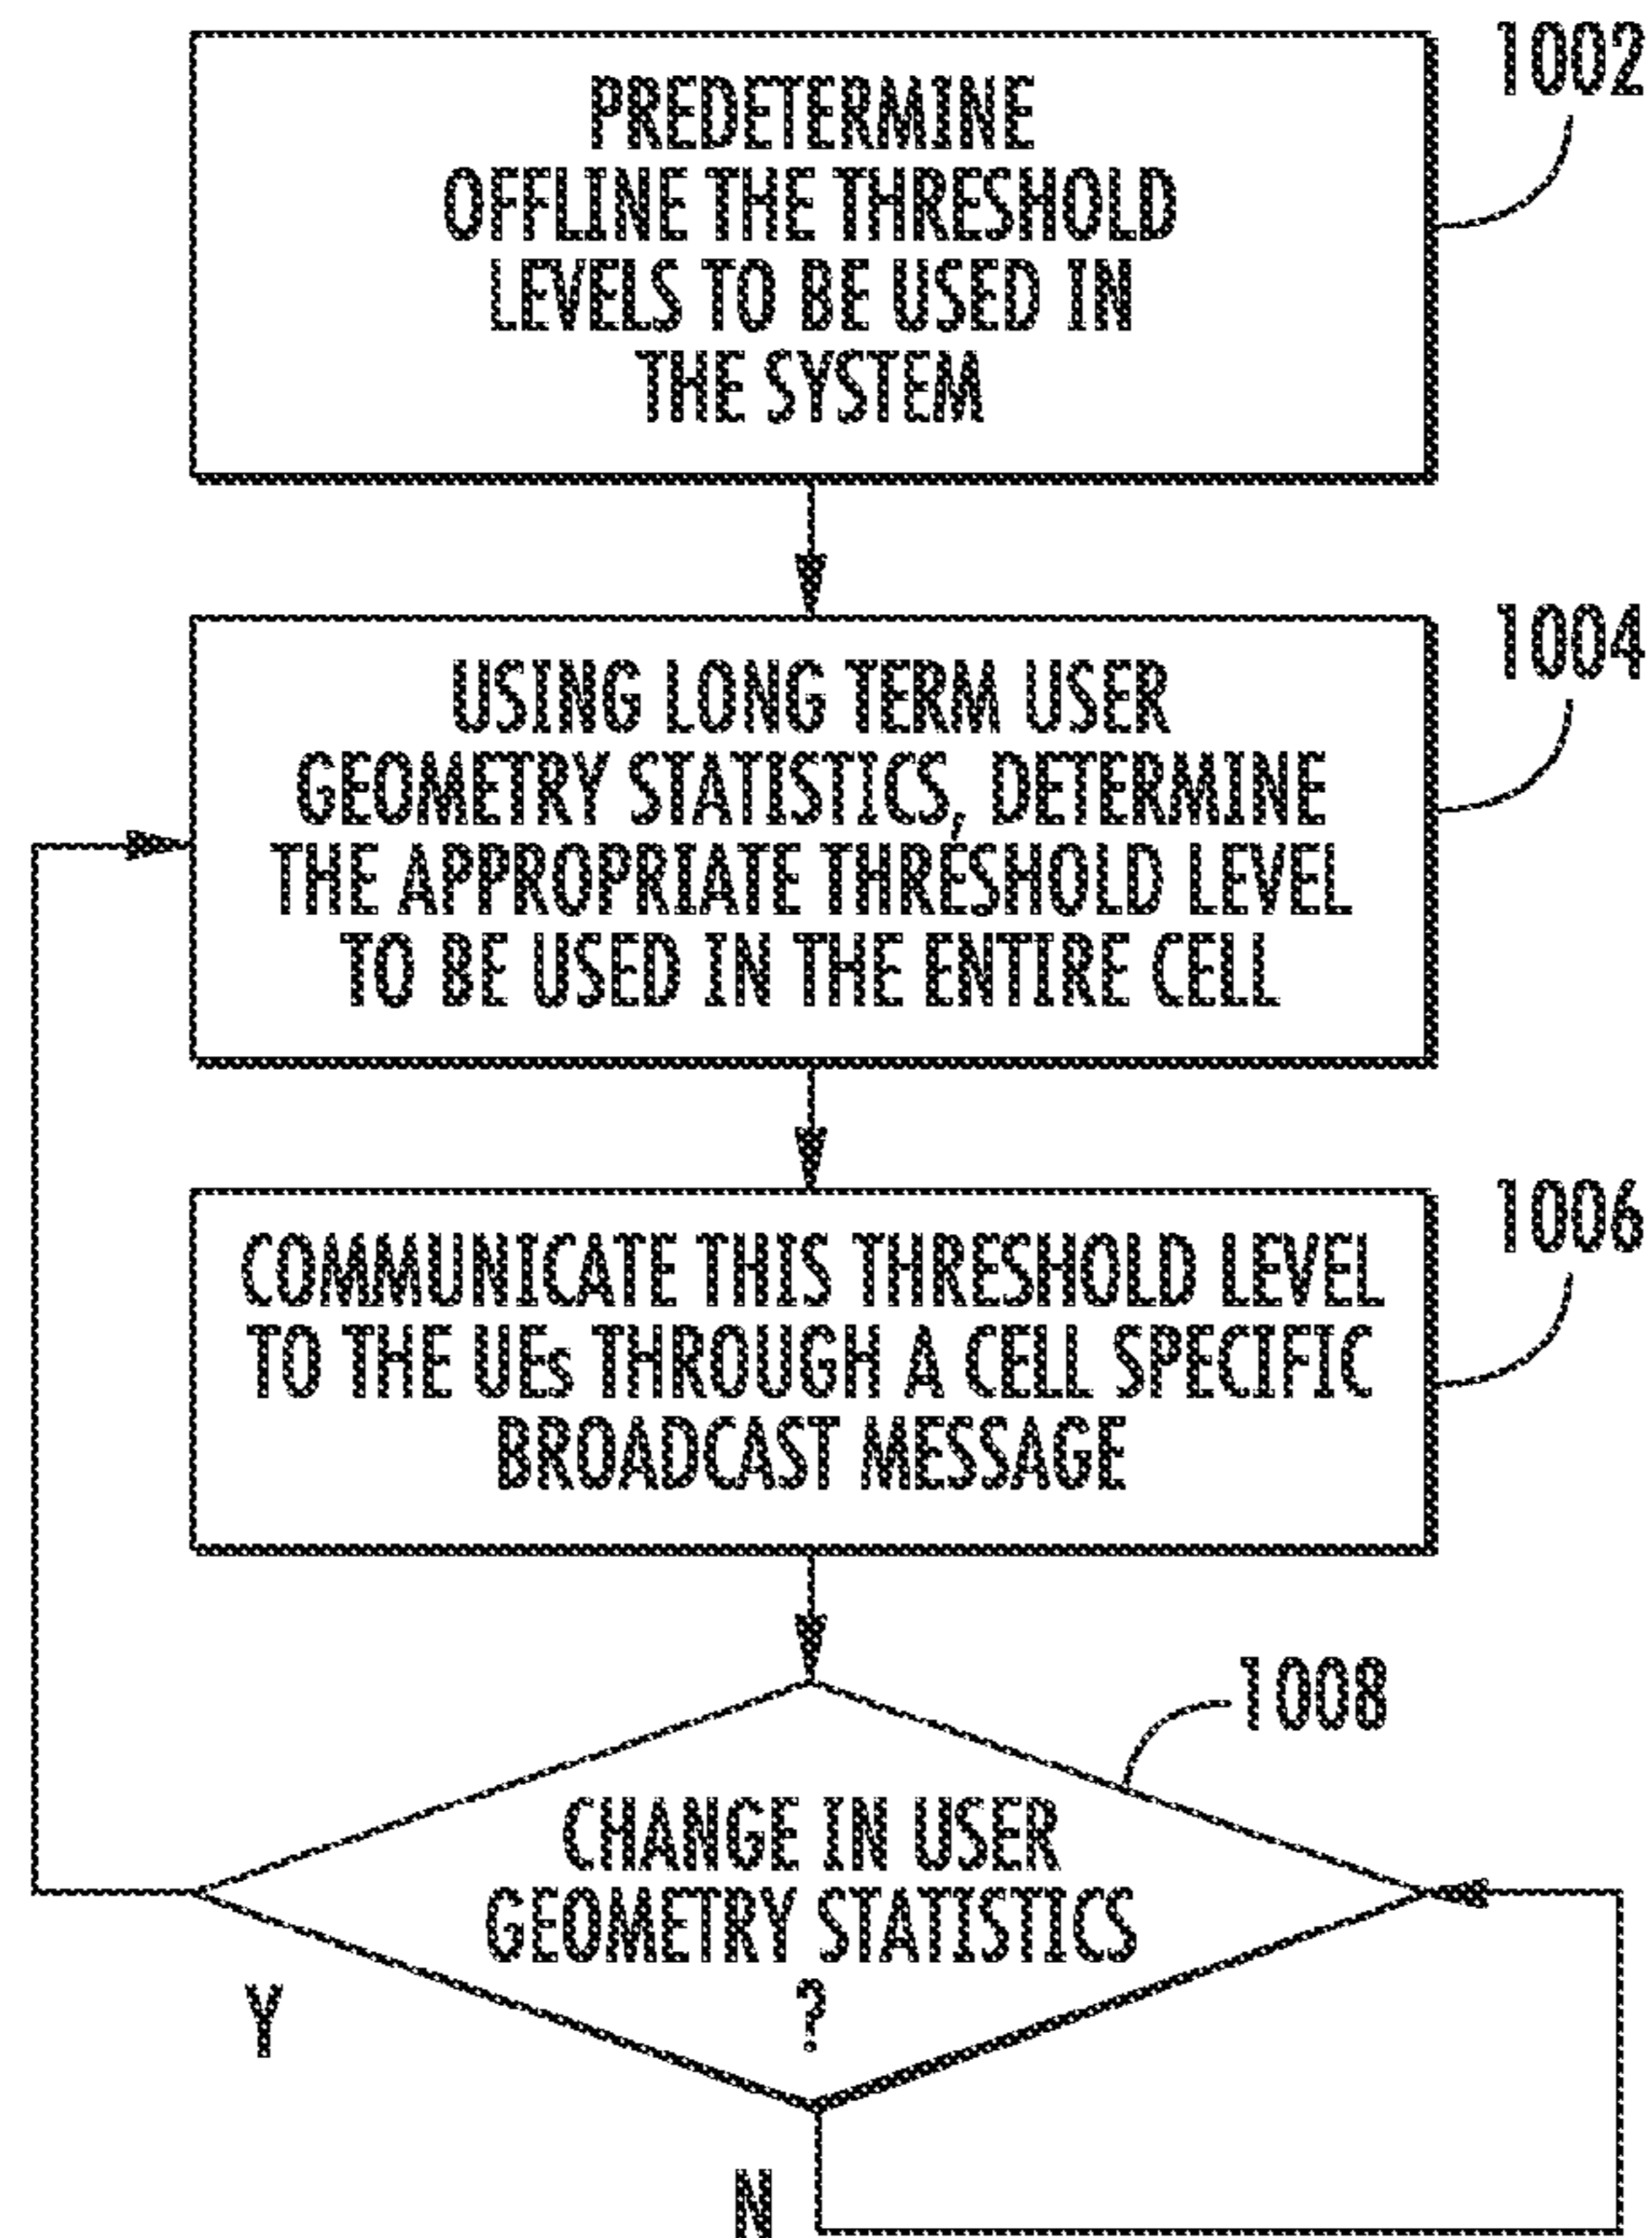 1002
PREDETERMINE
OFFLINE THE THRESHOLD
LEVELS TO BE USED IN
THE SYSTEM
1004
USING LONG TERM USER
GEOMETRY STATISTICS, DETERMINE
THE APPROPRIATE THRESHOLD LEVEL
TO BE USED IN THE ENTIRE CELL
1006
COMMUNICATE THIS THRESHOLD LEVEL
TO THE UEs THROUGH A CELL SPECIFIC
BROADCAST MESSAGE
1008
CHANGE IN USER
GEOMETRY STATISTICS
?
Y
N